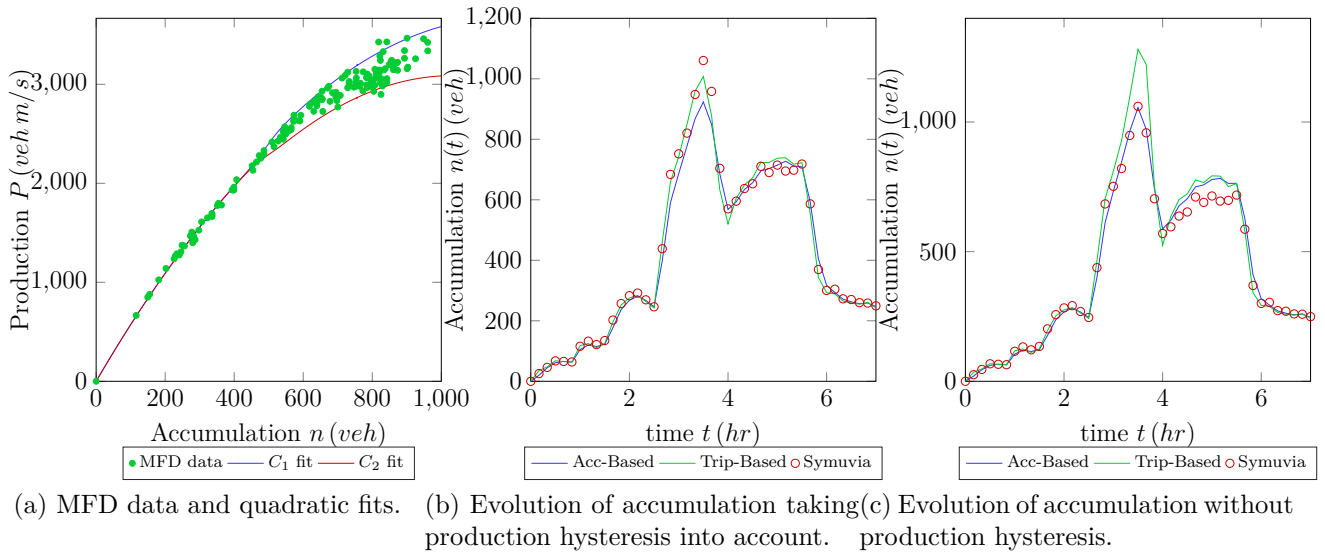 Production P (veh m/s)
3,000
2,000
1,000
0
0 200 400 600 800 1,000
Accumulation n (veh)
MFD data C₁ fit C₂ fit
(a) MFD data and quadratic fits.
Accumulation n(t) (veh)
1,200
1,000
800
600
400
200
0
0 2 4 6
time t (hr)
Acc-Based Trip-Based Symuvia
(b) Evolution of accumulation taking
production hysteresis into account.
Accumulation n(t) (veh)
1,000
500
0
0 2 4 6
time t (hr)
Acc-Based Trip-Based Symuvia
(c) Evolution of accumulation without
production hysteresis.